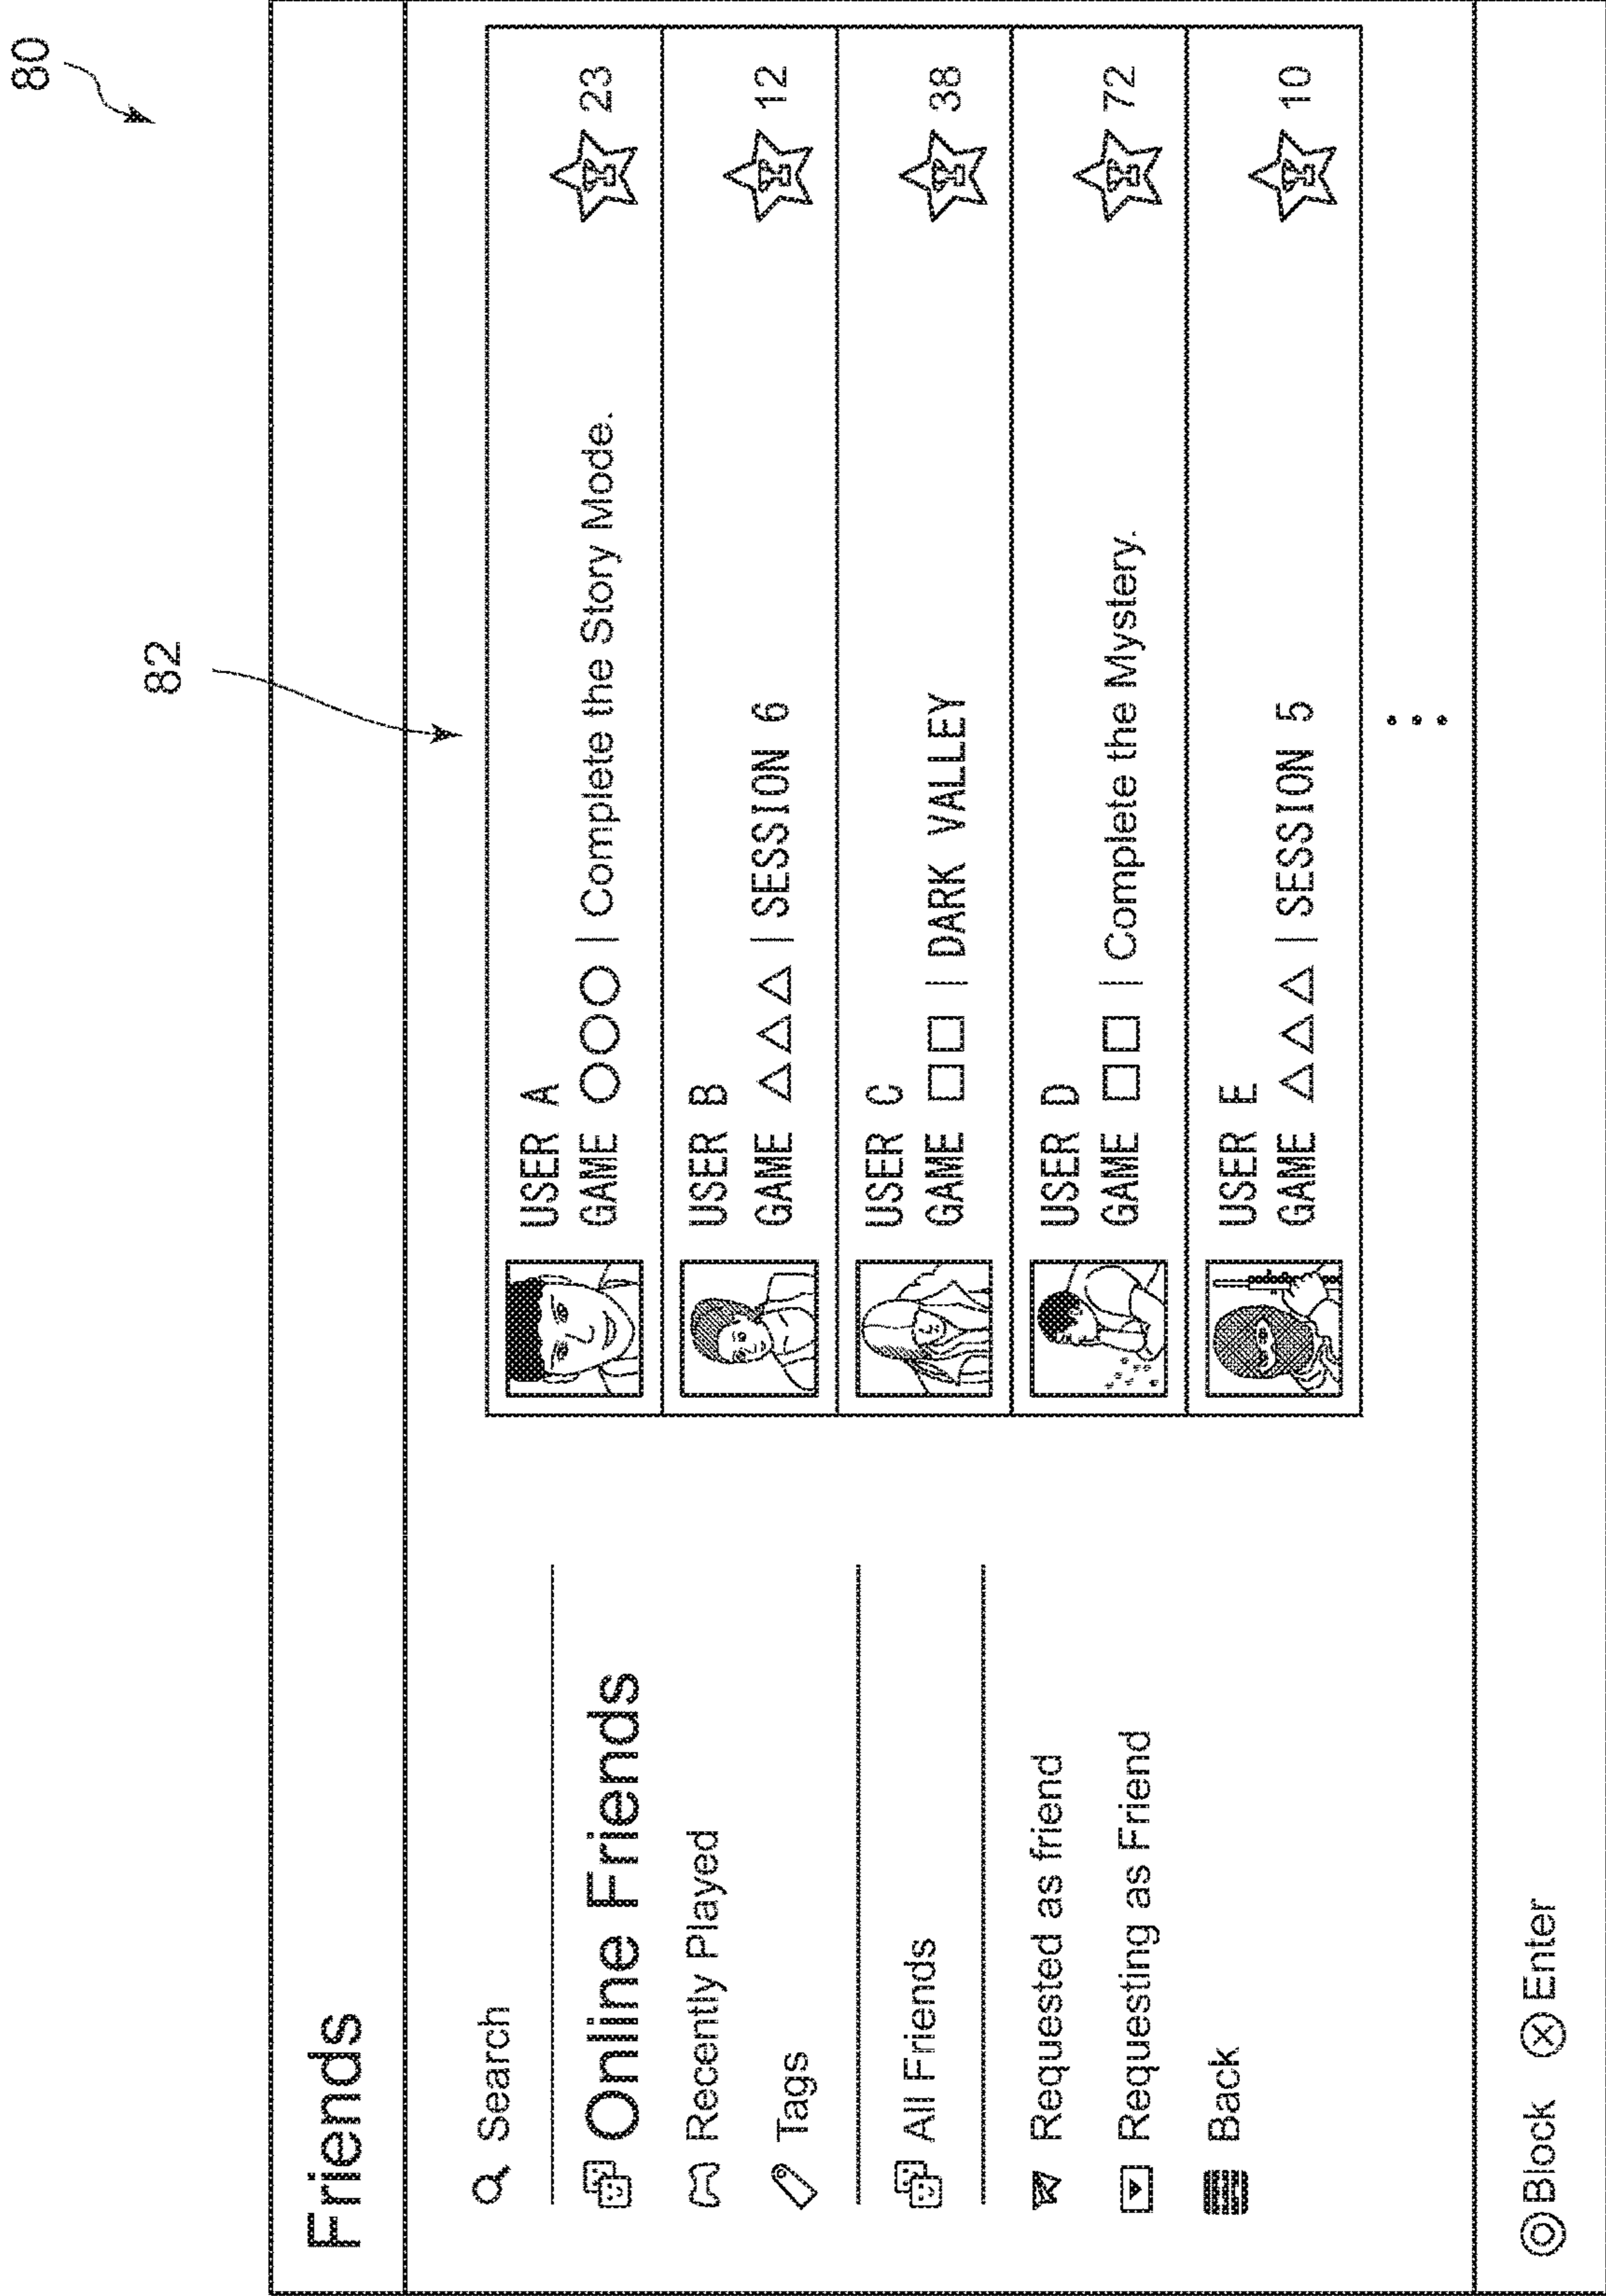 80
82
Friends
Search
Online Friends
Recently Played
Tags
All Friends
Requested as friend
Requesting as Friend
Back
USER A
GAME ○○○ | Complete the Story Mode. 23
USER B
GAME △△△ | SESSION 6 12
USER C
GAME □□ | DARK VALLEY 38
USER D
GAME □□ | Complete the Mystery. 72
USER E
GAME △△△ | SESSION 5 10
Block Enter